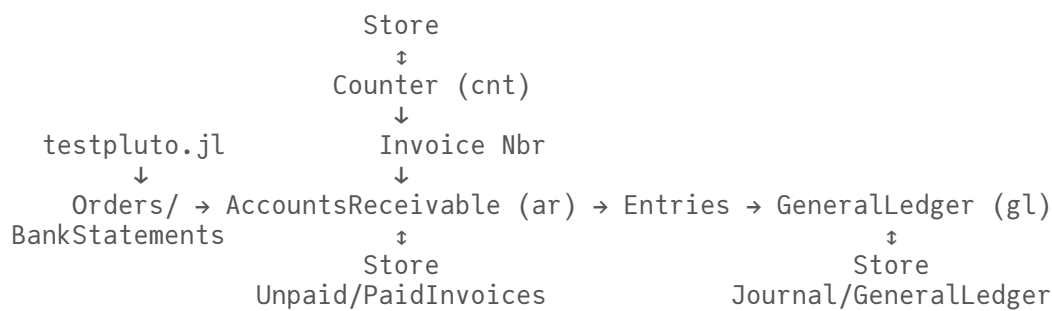 Store
↕
Counter (cnt)
↓
testpluto.jl Invoice Nbr
↓ ↓
Orders/ → AccountsReceivable (ar) → Entries → GeneralLedger (gl)
BankStatements ↕ ↕
Store Store
Unpaid/PaidInvoices Journal/GeneralLedger